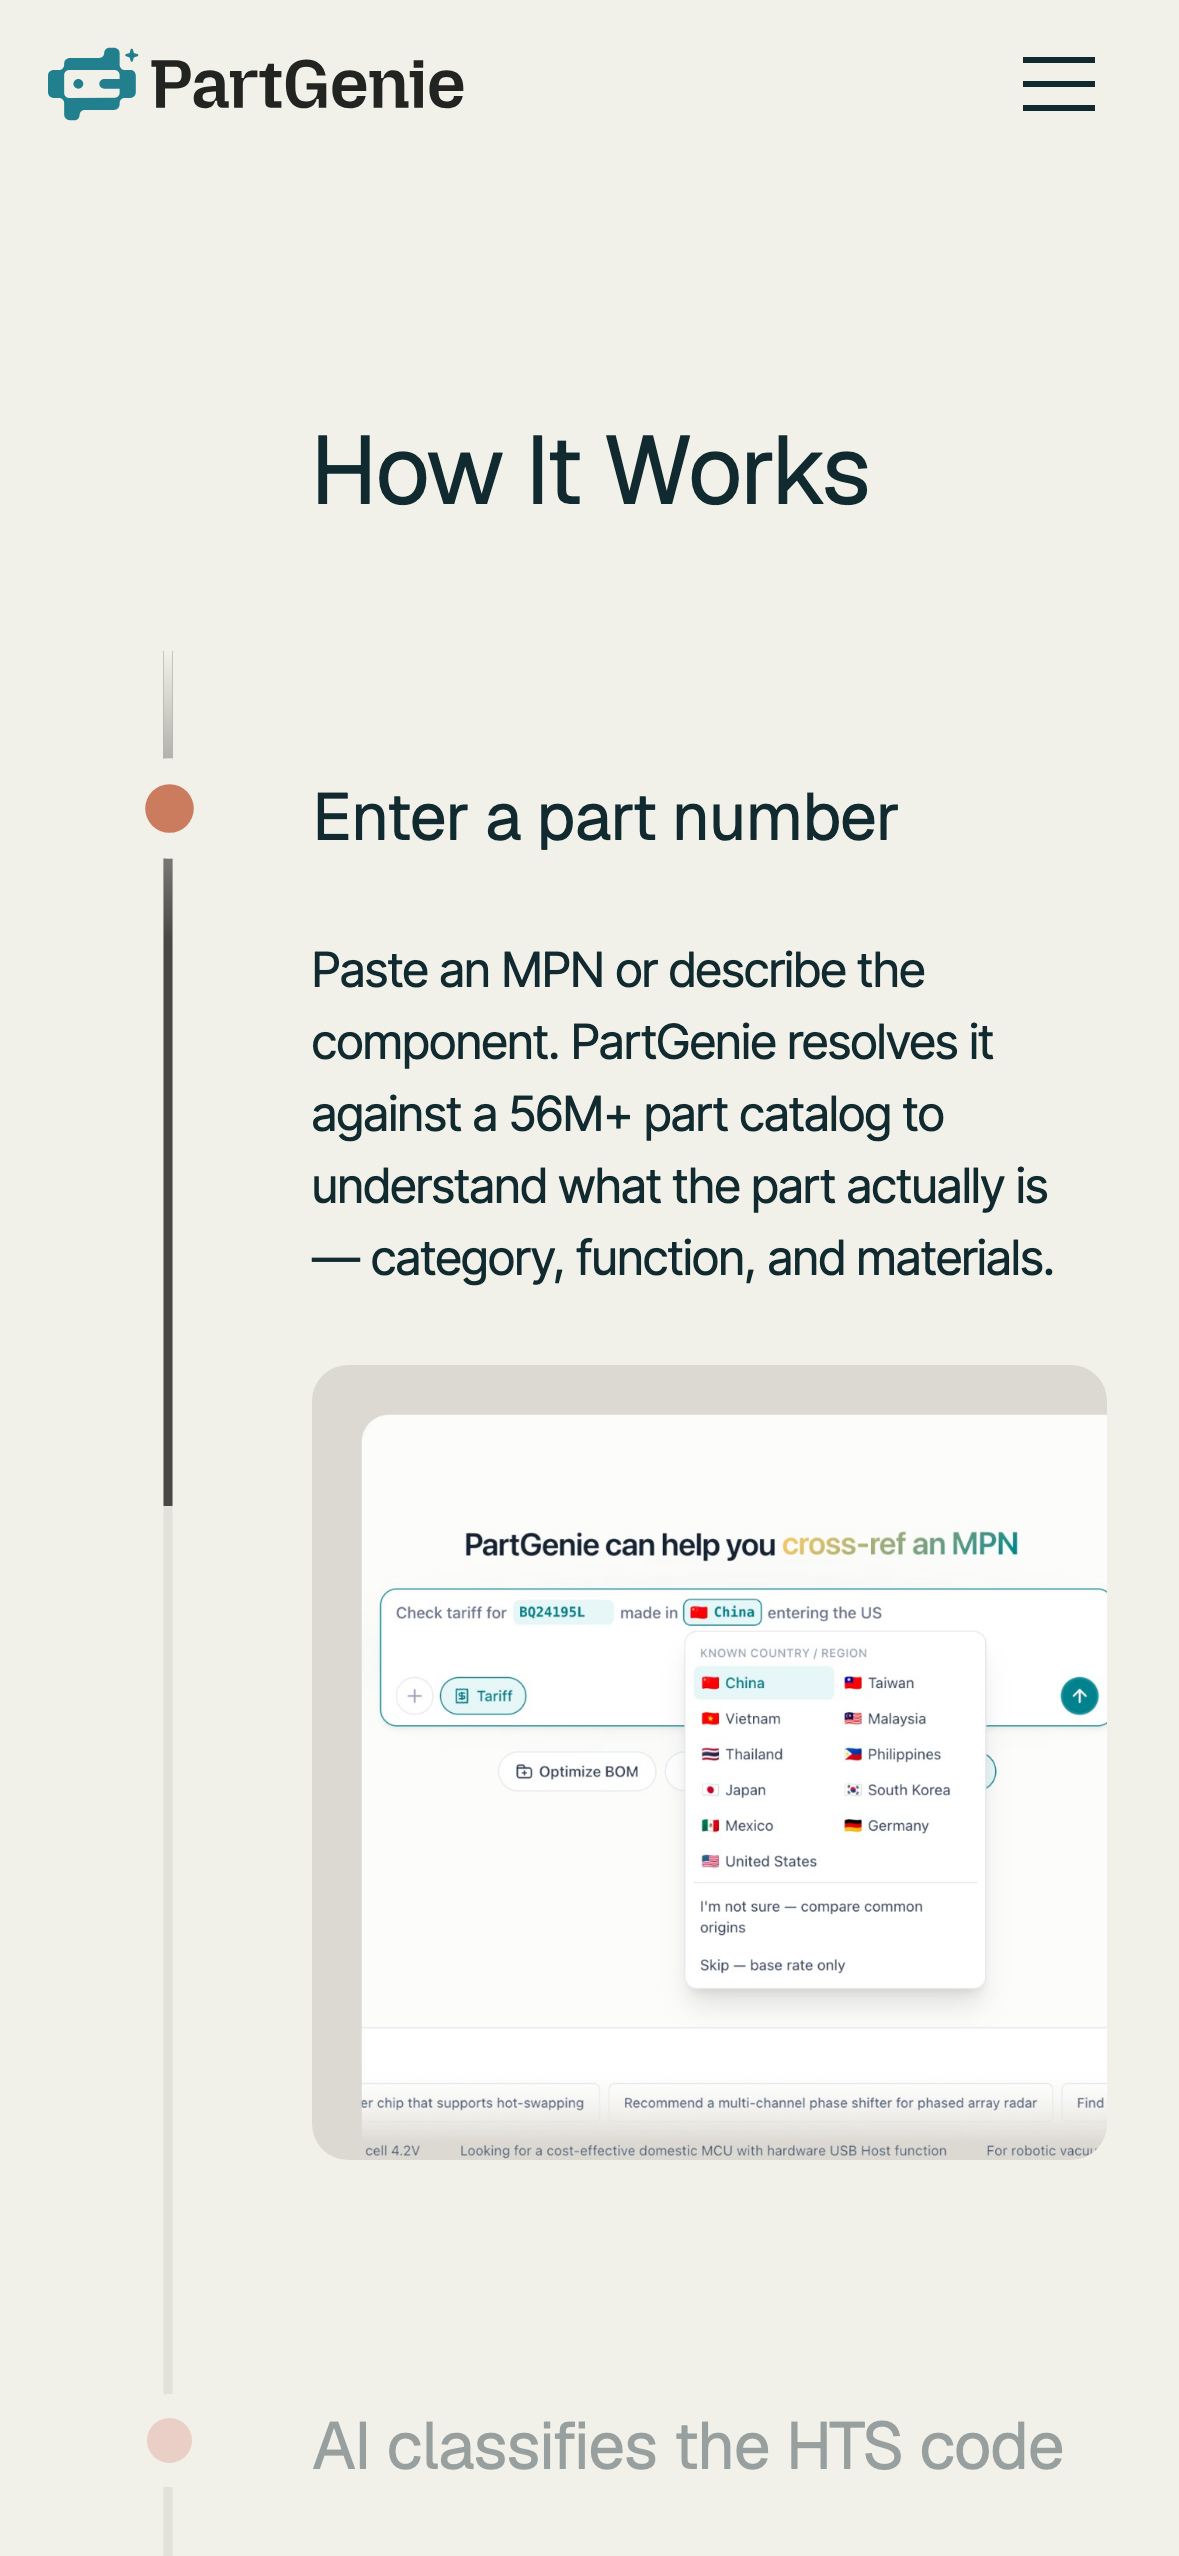 PartGenie
How It Works
Enter a part number
Paste an MPN or describe the
component. PartGenie resolves it
against a 56M+ part catalog to
understand what the part actually is
— category, function, and materials.
PartGenie can help you cross-ref an MPN
Check tariff for BQ24195L made in China entering the US
KNOWN COUNTRY / REGION
China Taiwan
Tariff
Vietnam Malaysia
Thailand Philippines
Optimize BOM
Japan South Korea
Mexico Germany
United States
I'm not sure — compare common
origins
Skip — base rate only
er chip that supports hot-swapping Recommend a multi-channel phase shifter for phased array radar Find
cell 4.2V Looking for a cost-effective domestic MCU with hardware USB Host function For robotic
AI classifies the HTS code